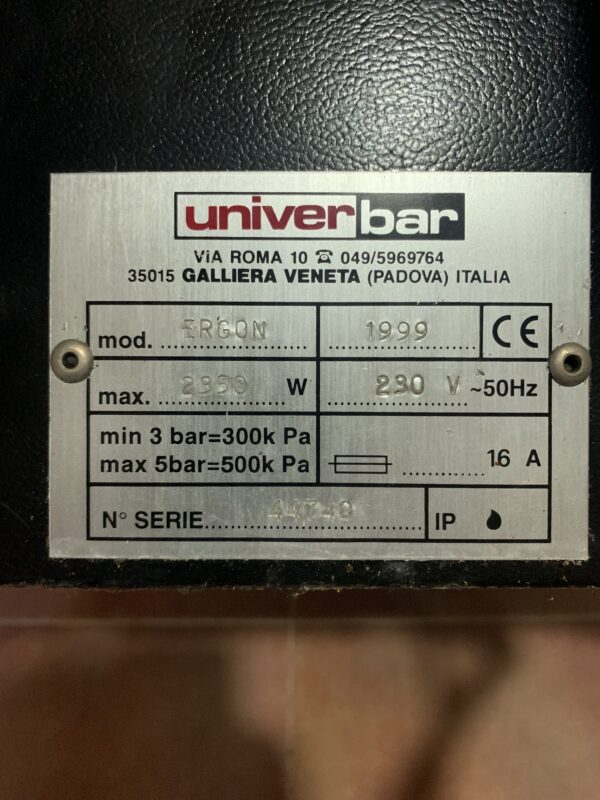 univerbar
VIA ROMA 10 ☎ 049/5969764
35015 GALLIERA VENETA (PADOVA) ITALIA
mod. ERGON 1999 CE
max. 2350 W 230 V ~50Hz
min 3 bar=300k Pa
max 5bar=500k Pa 16 A
N° SERIE IP